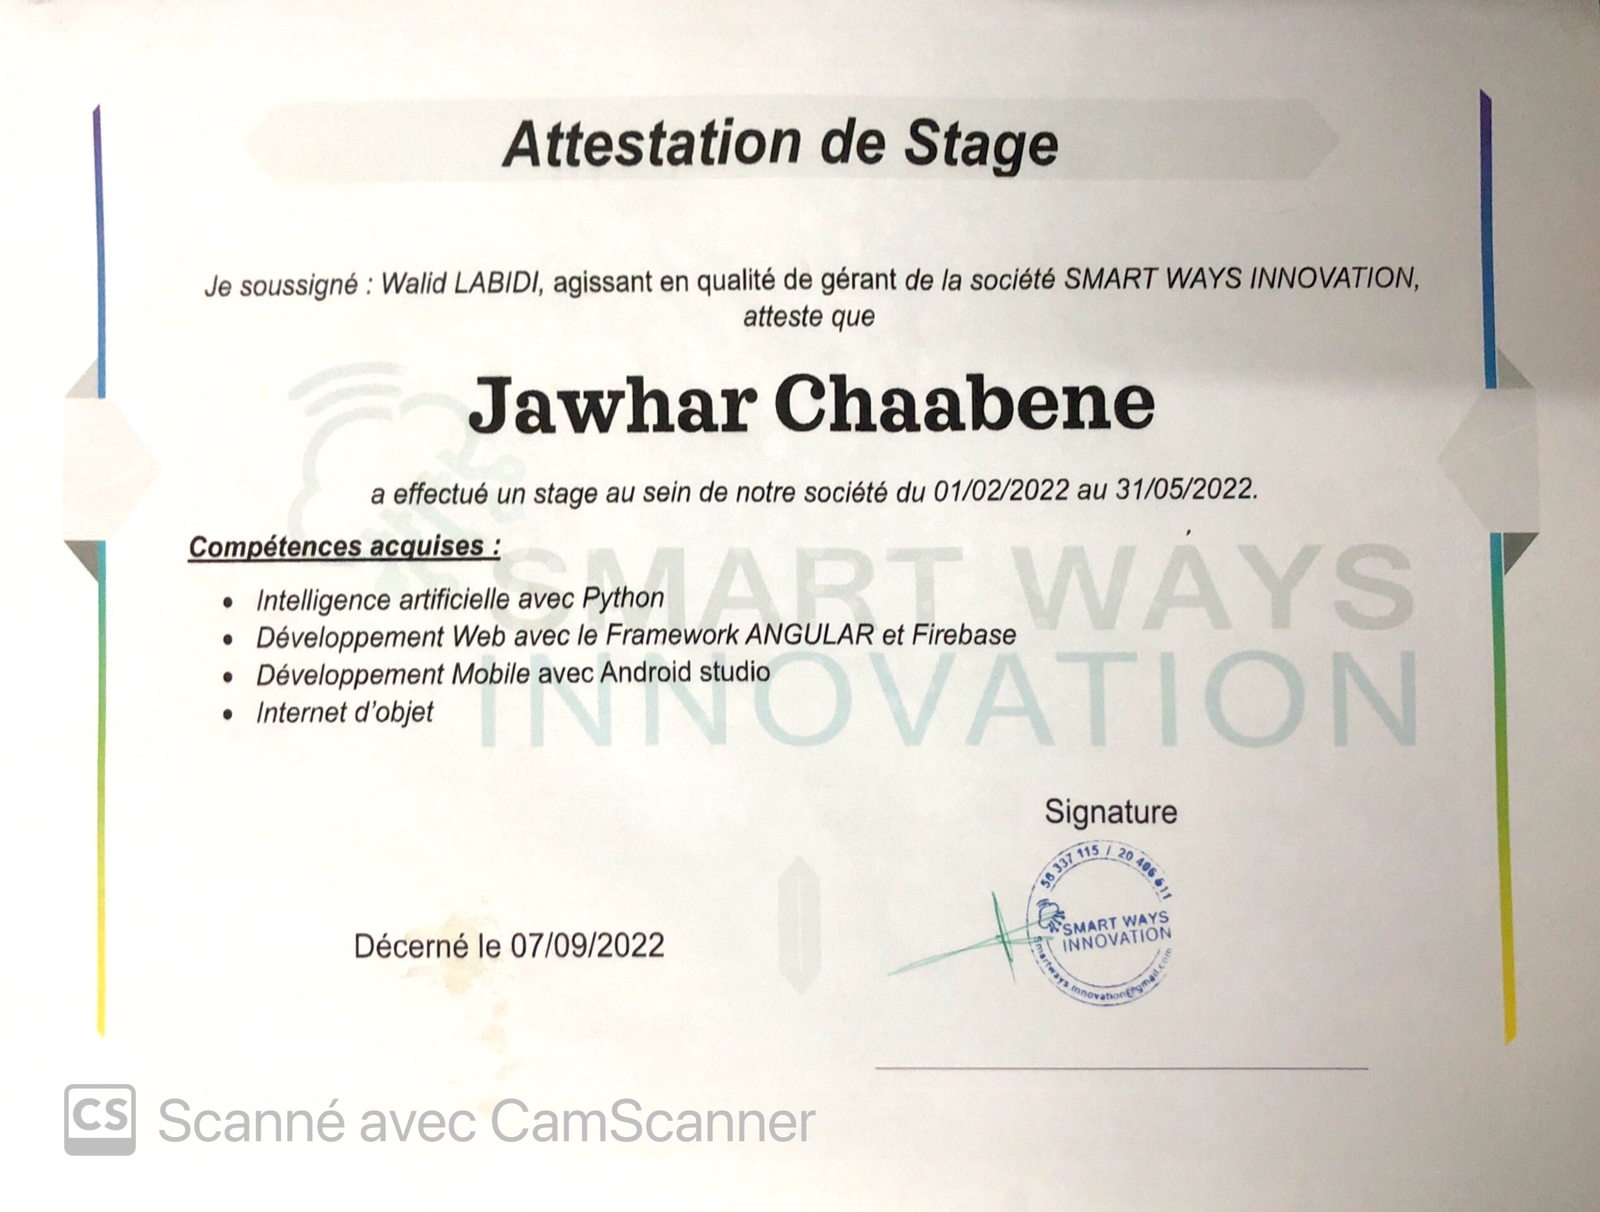 Attestation de Stage
Je soussigné : Walid LABIDI, agissant en qualité de gérant de la société SMART WAYS INNOVATION,
atteste que
Jawhar Chaabene
a effectué un stage au sein de notre société du 01/02/2022 au 31/05/2022.
Compétences acquises :
• Intelligence artificielle avec Python
• Développement Web avec le Framework ANGULAR et Firebase
• Développement Mobile avec Android studio
• Internet d'objet
SMART WAYS
INNOVATION
Signature
58 337 115 / 20 406 611
SMART WAYS
INNOVATION
smartways.innovation@gmail.com
Décerné le 07/09/2022
CS Scanné avec CamScanner